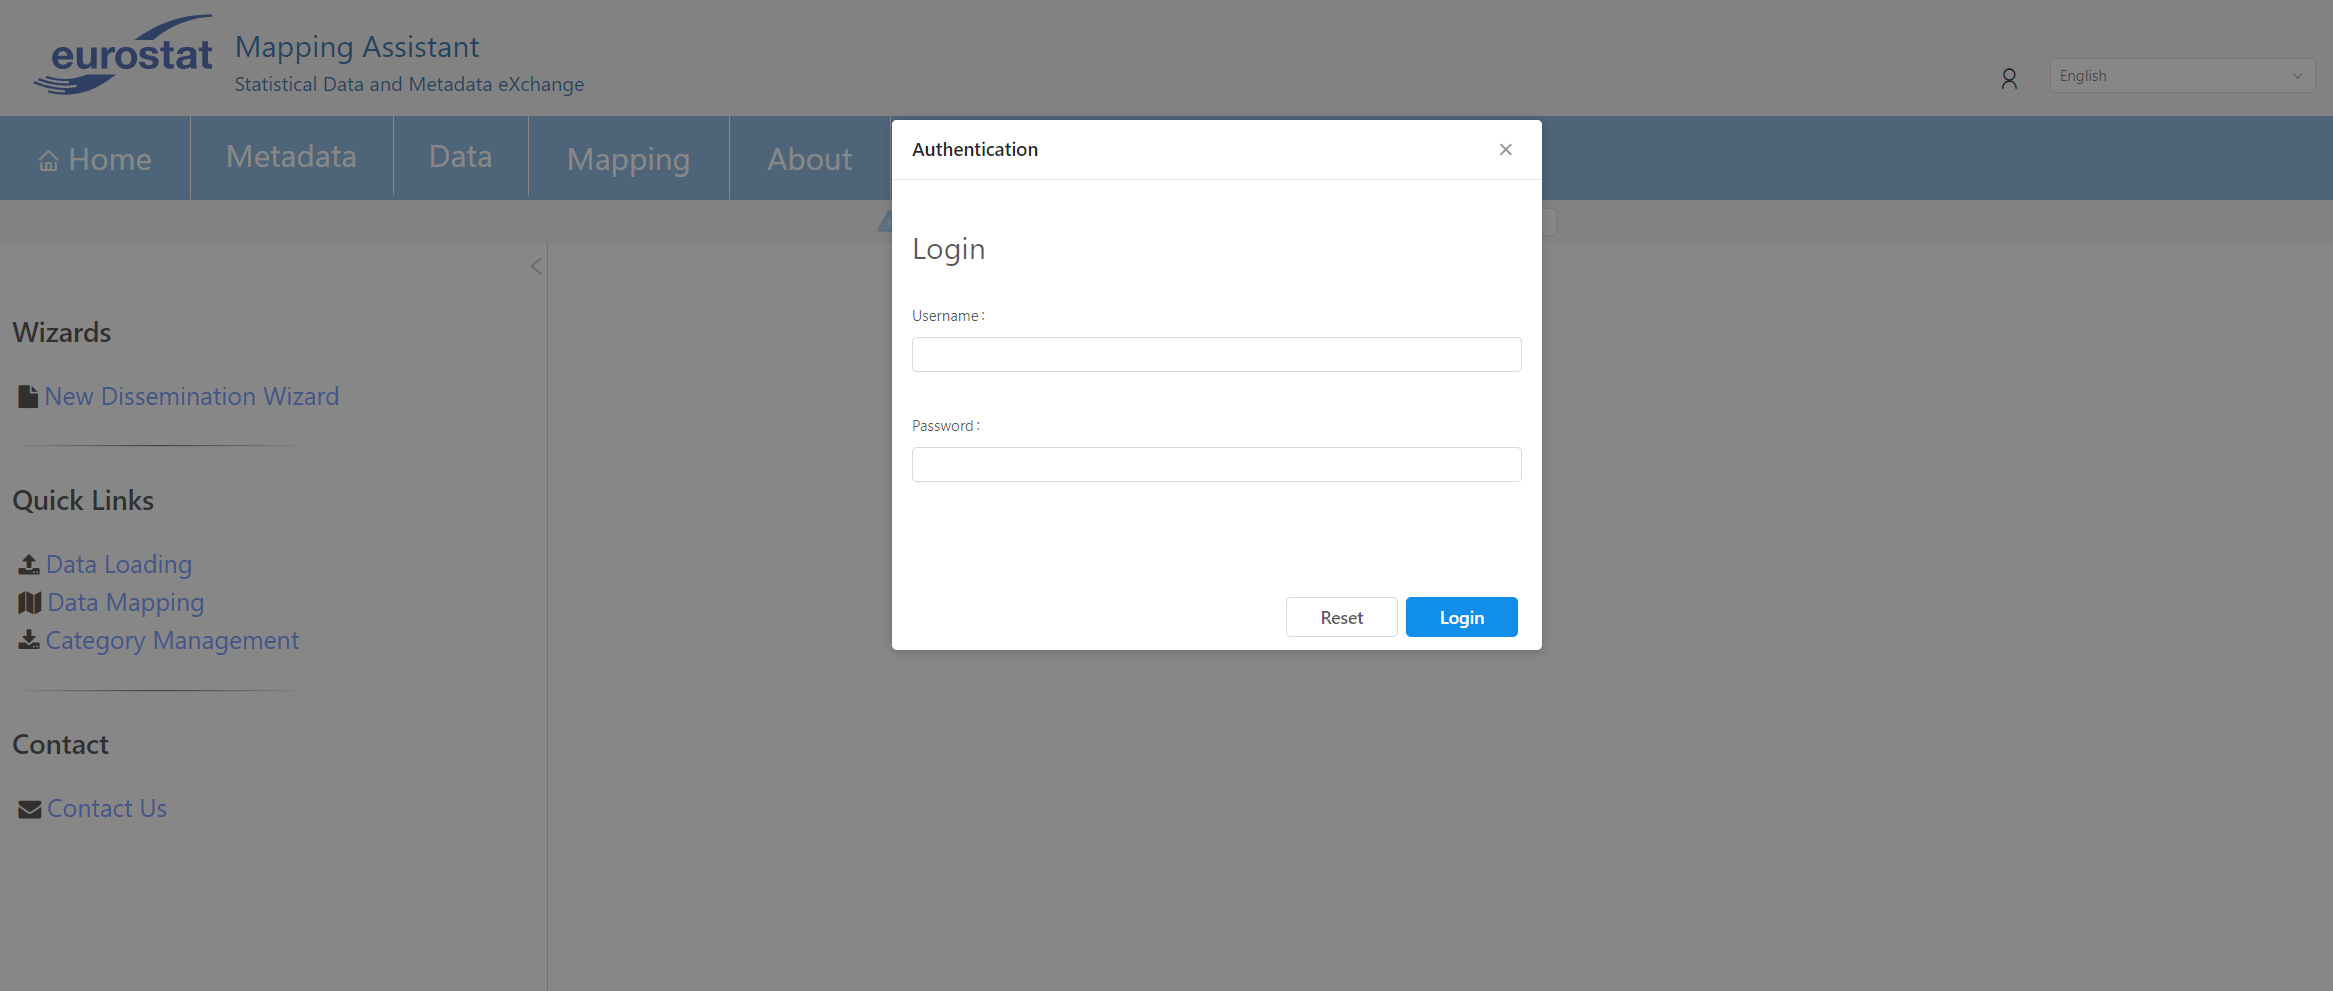 eurostat
Mapping Assistant
Statistical Data and Metadata eXchange
English
Home
Metadata
Data
Mapping
About
Authentication
Login
Username:
Password:
Reset
Login
Wizards
New Dissemination Wizard
Quick Links
Data Loading
Data Mapping
Category Management
Contact
Contact Us